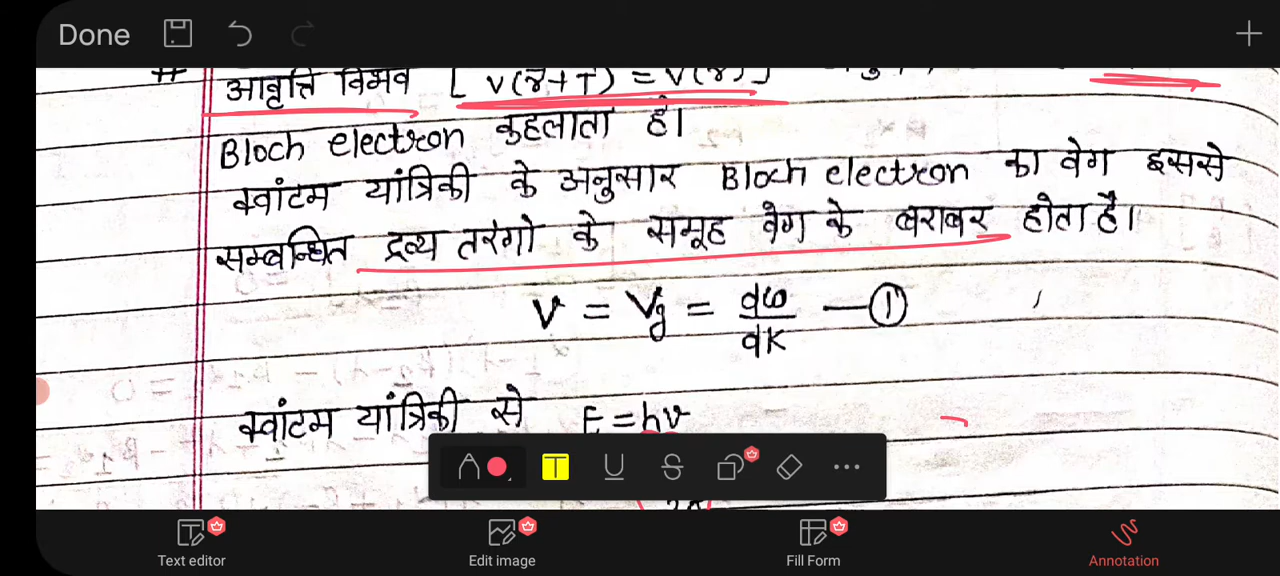 Done
# आवृत्ति विभव [ V(r+T) = V(r) ]
Bloch electron कहलाता है।
क्वांटम यांत्रिकी के अनुसार Bloch electron का वेग इससे
सम्बन्धित द्रव्य तरंगो के समूह वेग के बराबर होता है।
V = Vg = dω/dK — ①
क्वांटम यांत्रिकी से E = hν
Text editor
Edit image
Fill Form
Annotation